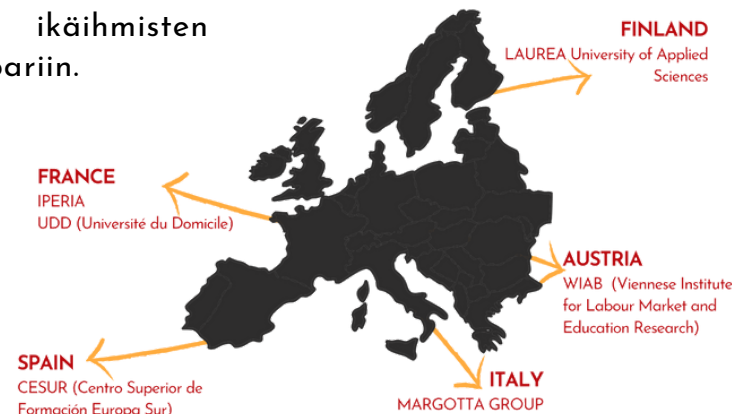 ikäihmisten
pariin.
FINLAND
LAUREA University of Applied
Sciences
FRANCE
IPERIA
UDD (Université du Domicile)
AUSTRIA
WIAB (Viennese Institute
for Labour Market and
Education Research)
SPAIN
CESUR (Centro Superior de
Formación Europa Sur)
ITALY
MARGOTTA GROUP